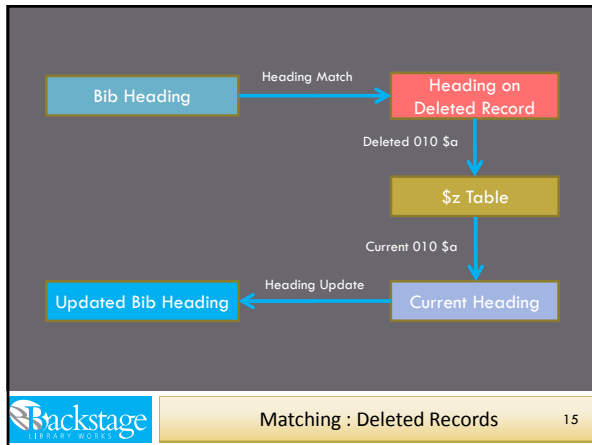 Heading Match
Bib Heading
Heading on
Deleted Record
Deleted 010 $a
$z Table
Current 010 $a
Heading Update
Updated Bib Heading
Current Heading
Backstage
LIBRARY WORKS
Matching : Deleted Records
15